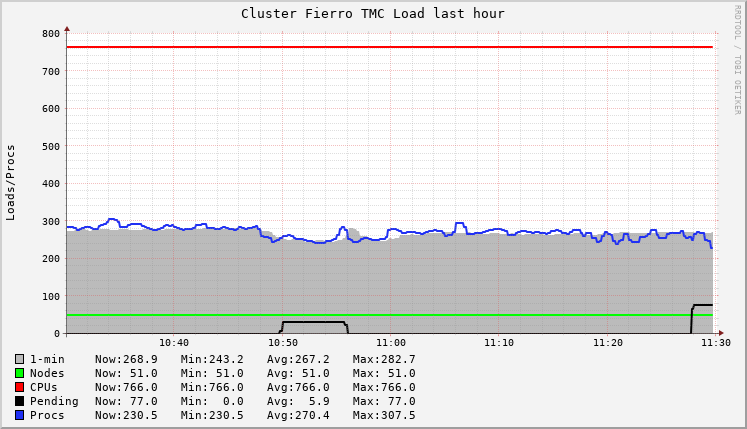 Cluster Fierro TMC Load last hour
RRDTOOL / TOBI OETIKER
Loads/Procs
800
700
600
500
400
300
200
100
0
10:40 10:50 11:00 11:10 11:20 11:30
1-min Now:268.9 Min:243.2 Avg:267.2 Max:282.7
Nodes Now: 51.0 Min: 51.0 Avg: 51.0 Max: 51.0
CPUs Now:766.0 Min:766.0 Avg:766.0 Max:766.0
Pending Now: 77.0 Min: 0.0 Avg: 5.9 Max: 77.0
Procs Now:230.5 Min:230.5 Avg:270.4 Max:307.5